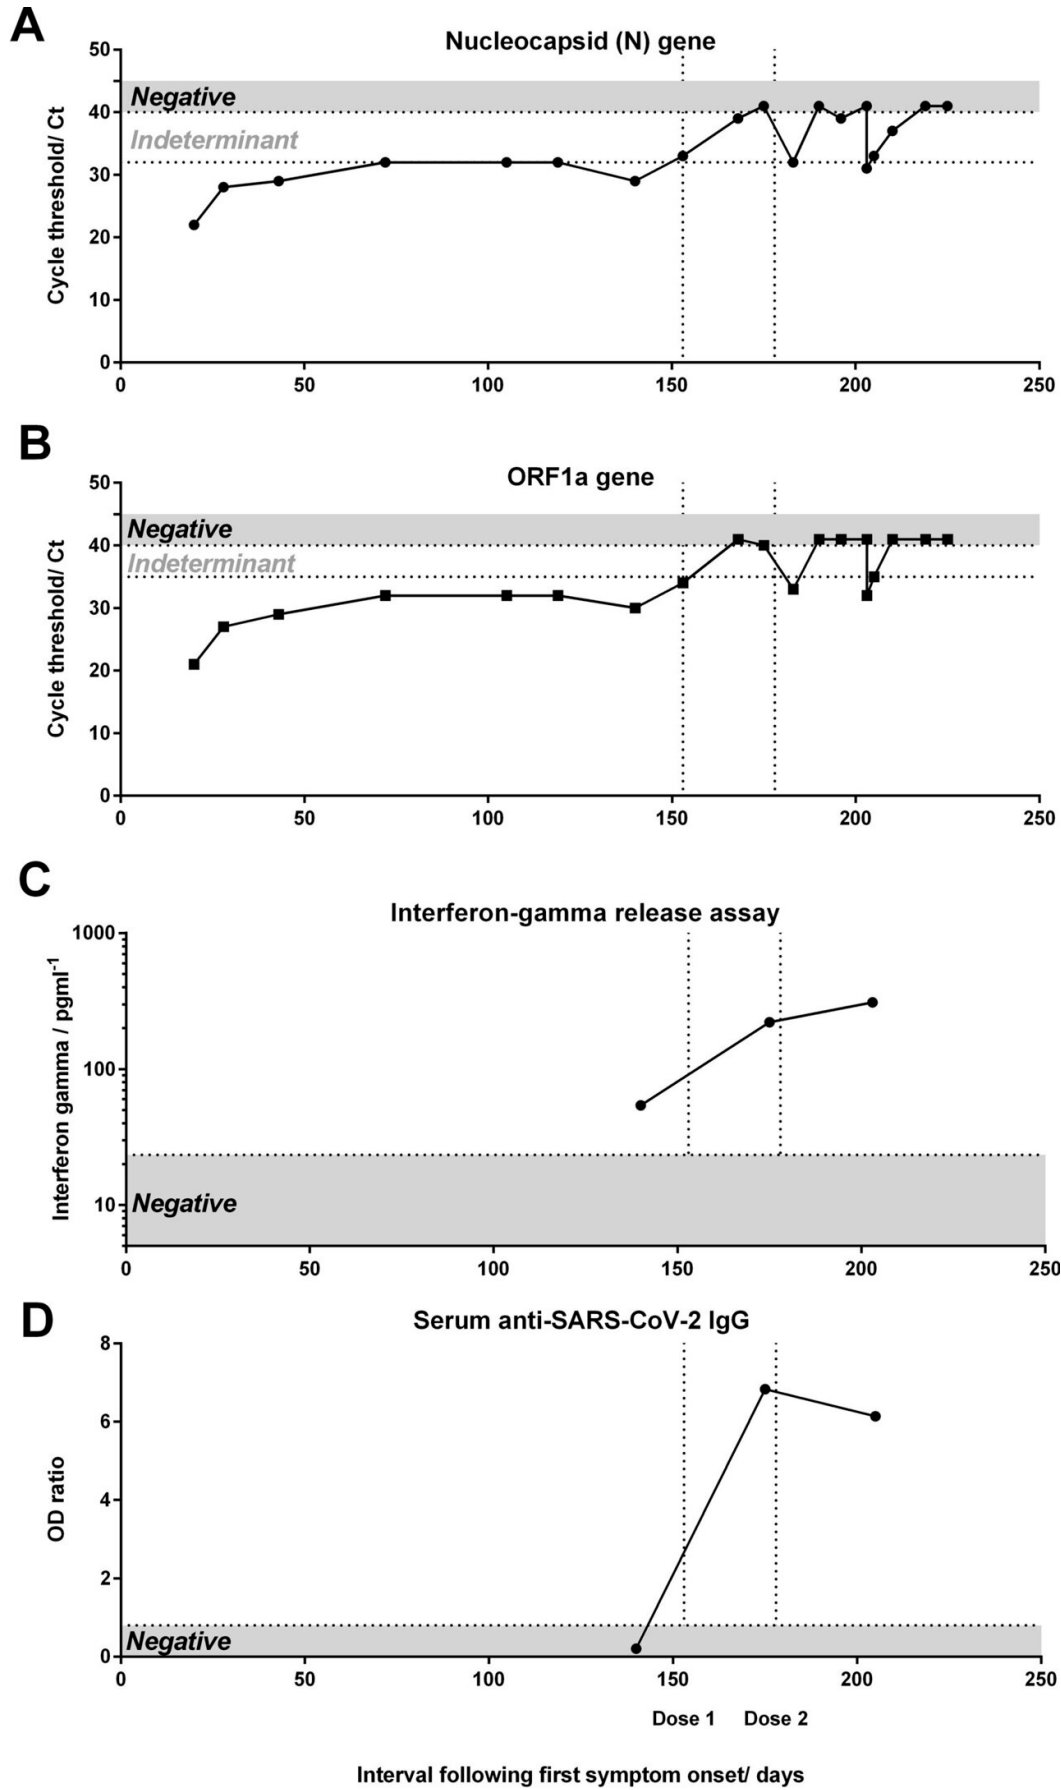 A
Nucleocapsid (N) gene
50
40
30
20
10
0
Negative
Indeterminant
Cycle threshold/ Ct
0 50 100 150 200 250
B
ORF1a gene
50
40
30
20
10
0
Negative
Indeterminant
Cycle threshold/ Ct
0 50 100 150 200 250
C
Interferon-gamma release assay
1000
100
10
Negative
Interferon gamma / pgml-1
0 50 100 150 200 250
D
Serum anti-SARS-CoV-2 IgG
8
6
4
2
0
Negative
OD ratio
0 50 100 150 200 250
Dose 1 Dose 2
Interval following first symptom onset/ days